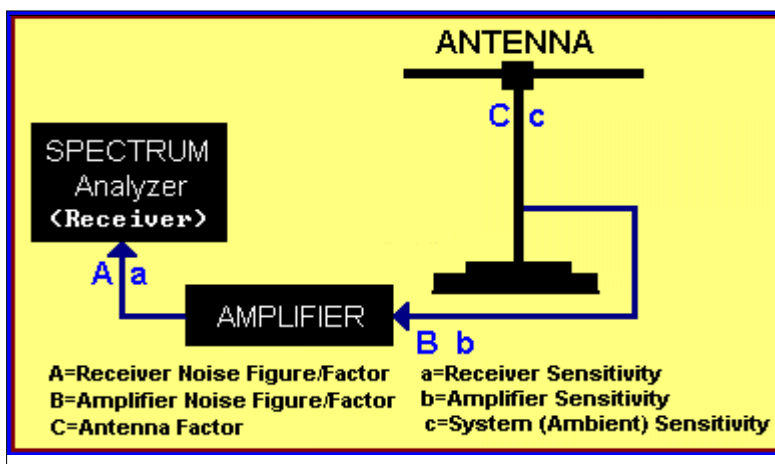 ANTENNA
C c
SPECTRUM
Analyzer
(Receiver)
A a
AMPLIFIER
B b
A=Receiver Noise Figure/Factor
B=Amplifier Noise Figure/Factor
C=Antenna Factor
a=Receiver Sensitivity
b=Amplifier Sensitivity
c=System (Ambient) Sensitivity